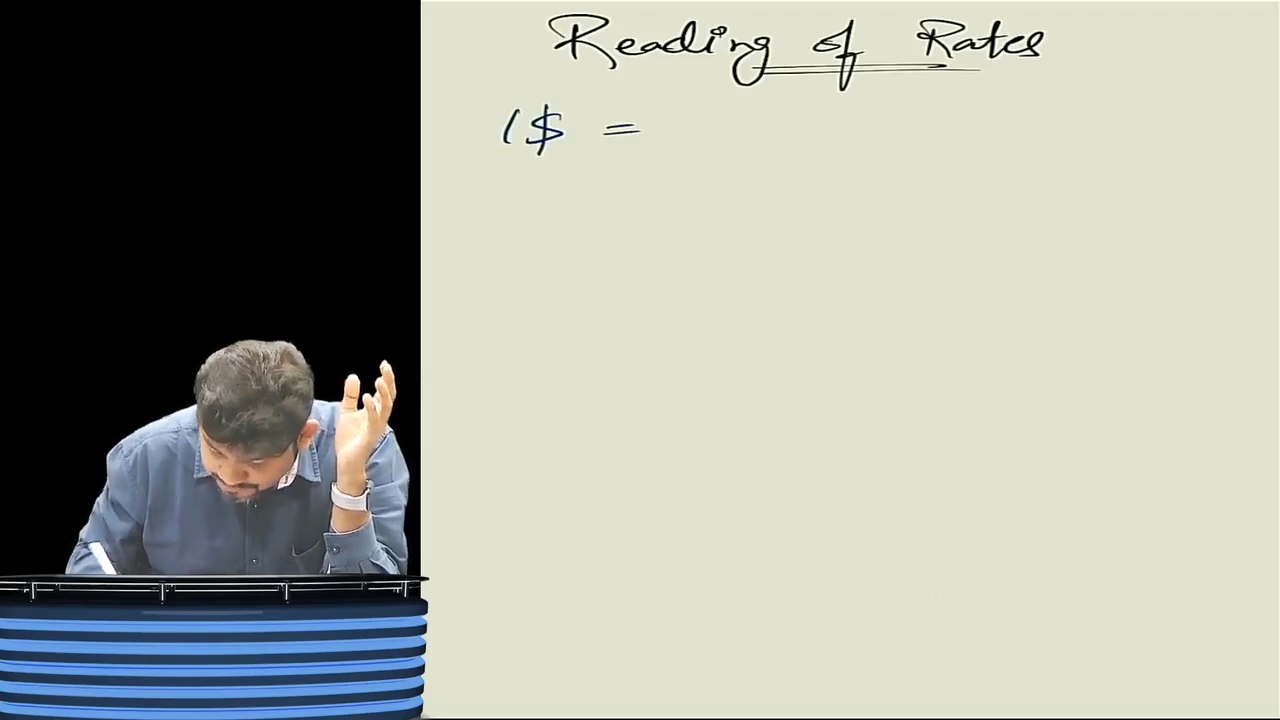 Reading of Rates
1$ =